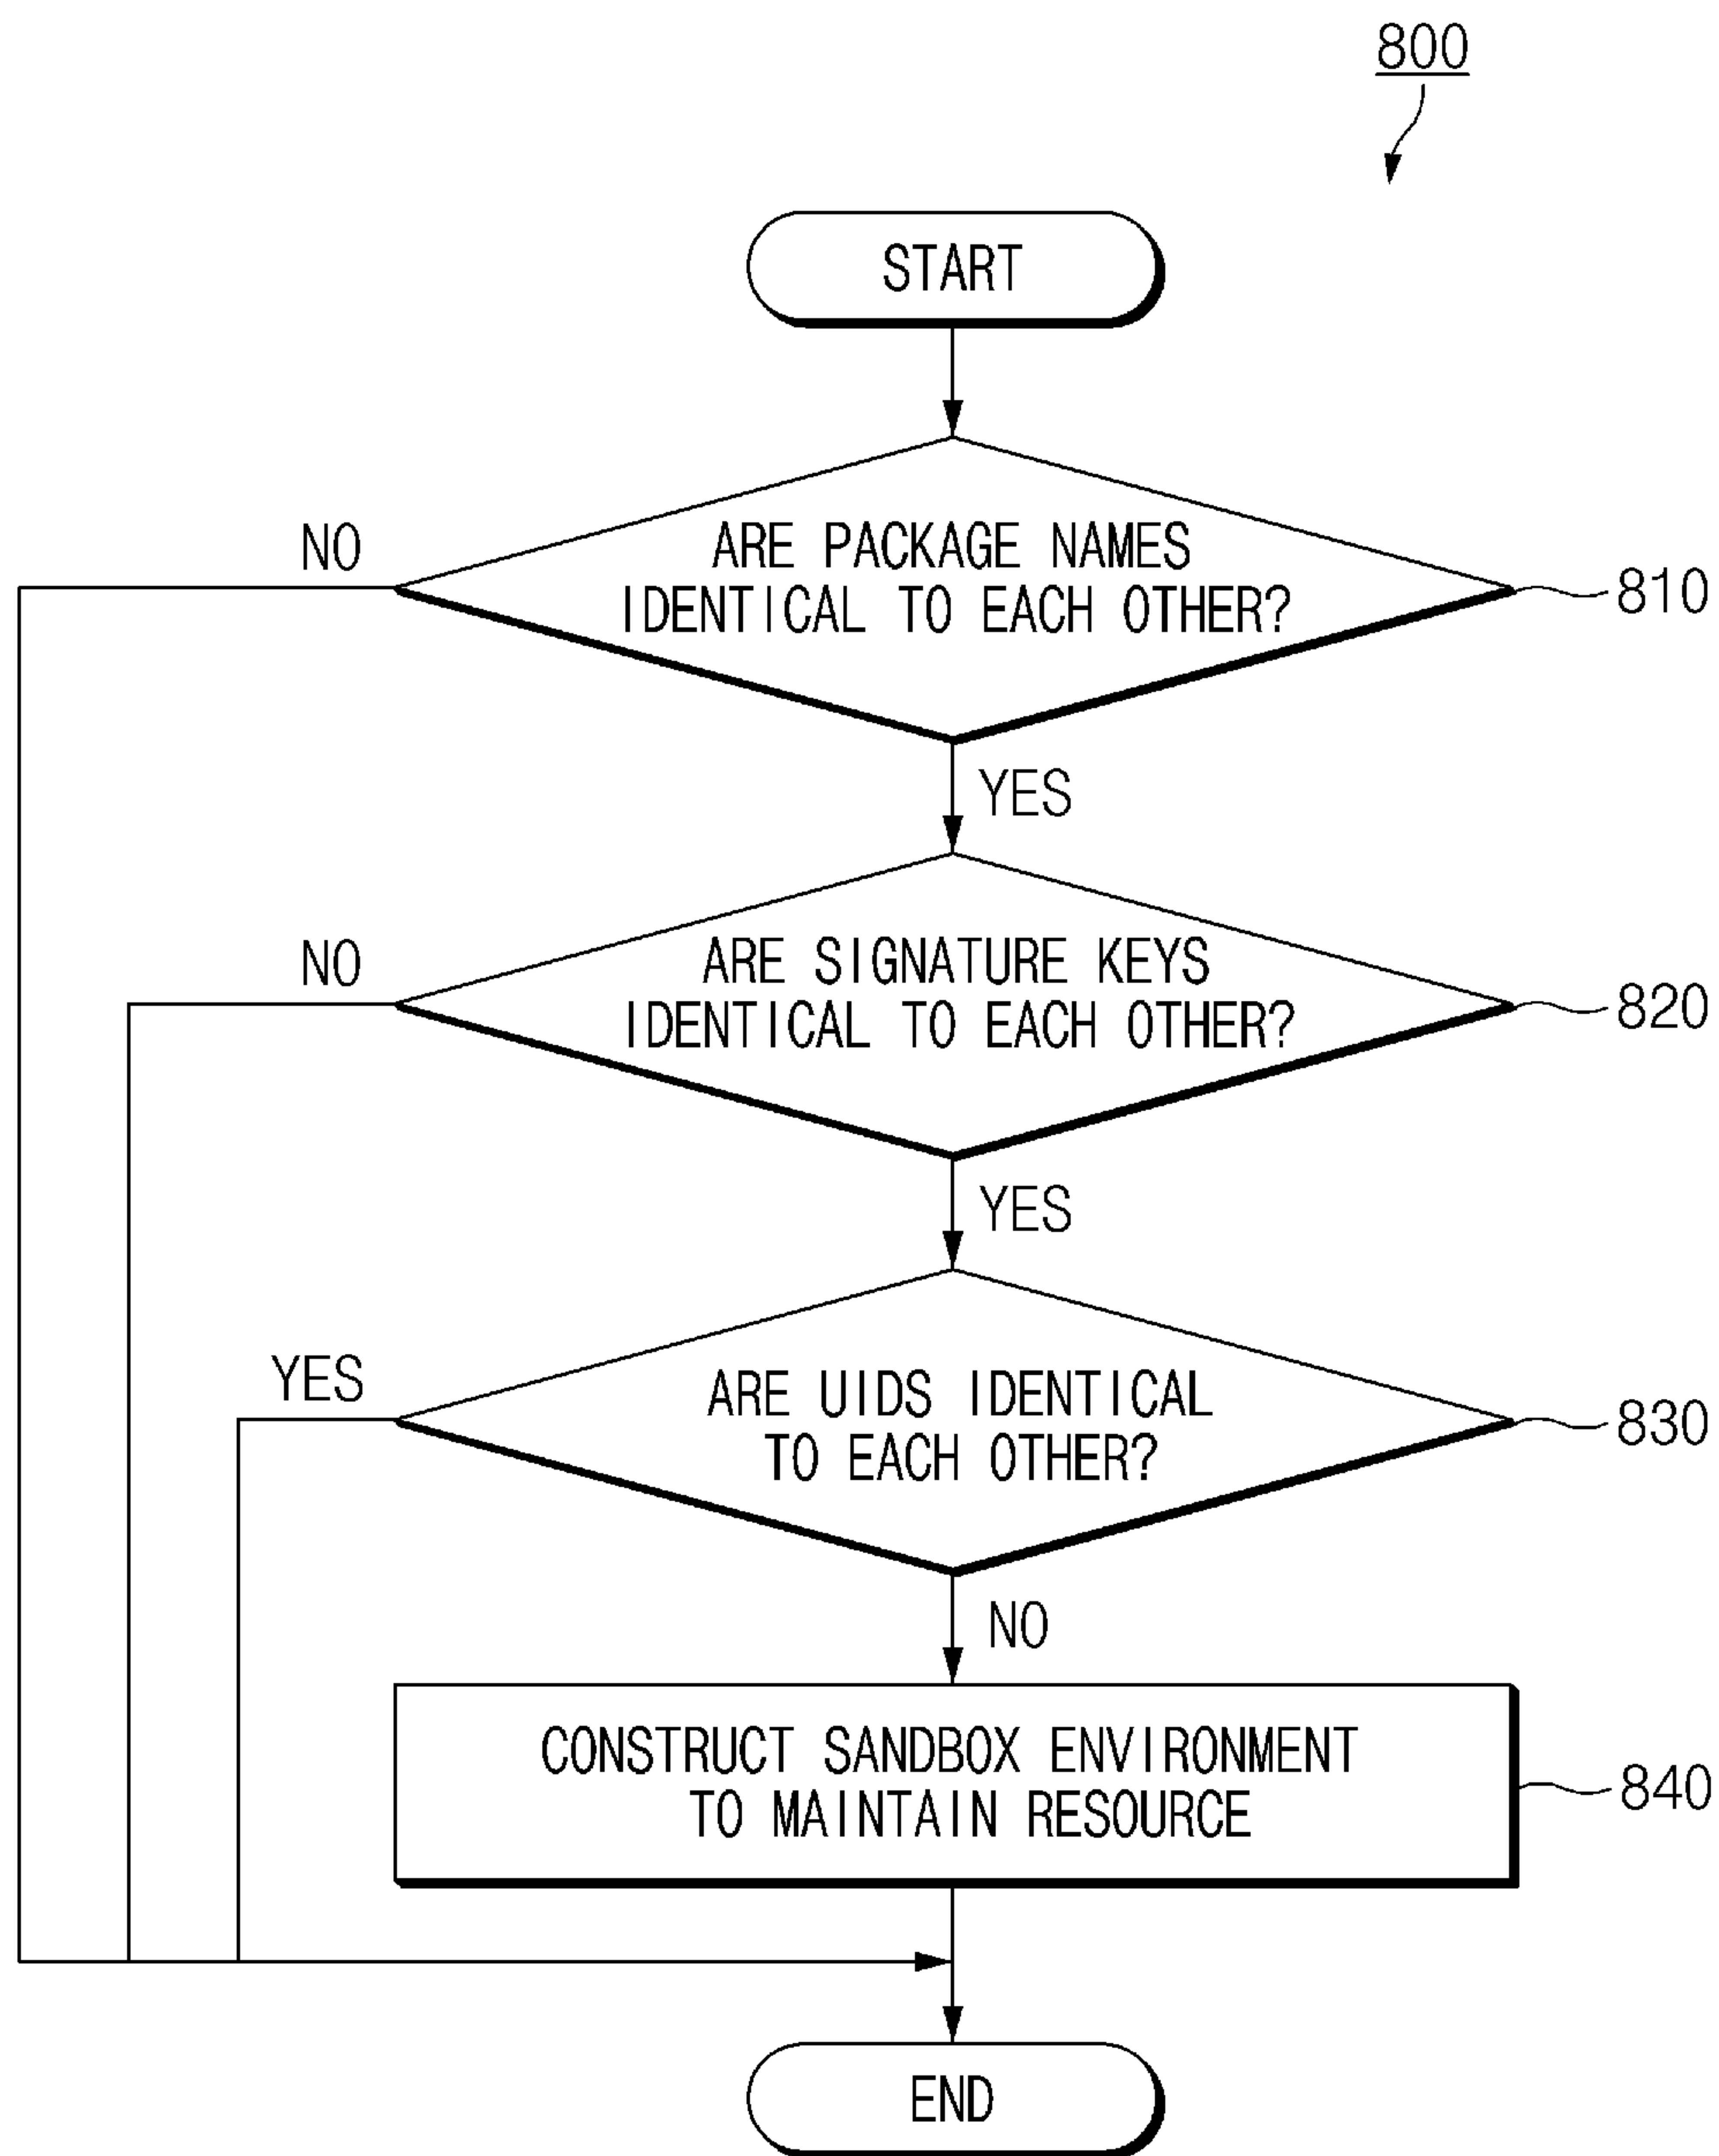 800
START
NO
ARE PACKAGE NAMES
IDENTICAL TO EACH OTHER?
810
YES
NO
ARE SIGNATURE KEYS
IDENTICAL TO EACH OTHER?
820
YES
YES
ARE UIDS IDENTICAL
TO EACH OTHER?
830
NO
CONSTRUCT SANDBOX ENVIRONMENT
TO MAINTAIN RESOURCE
840
END